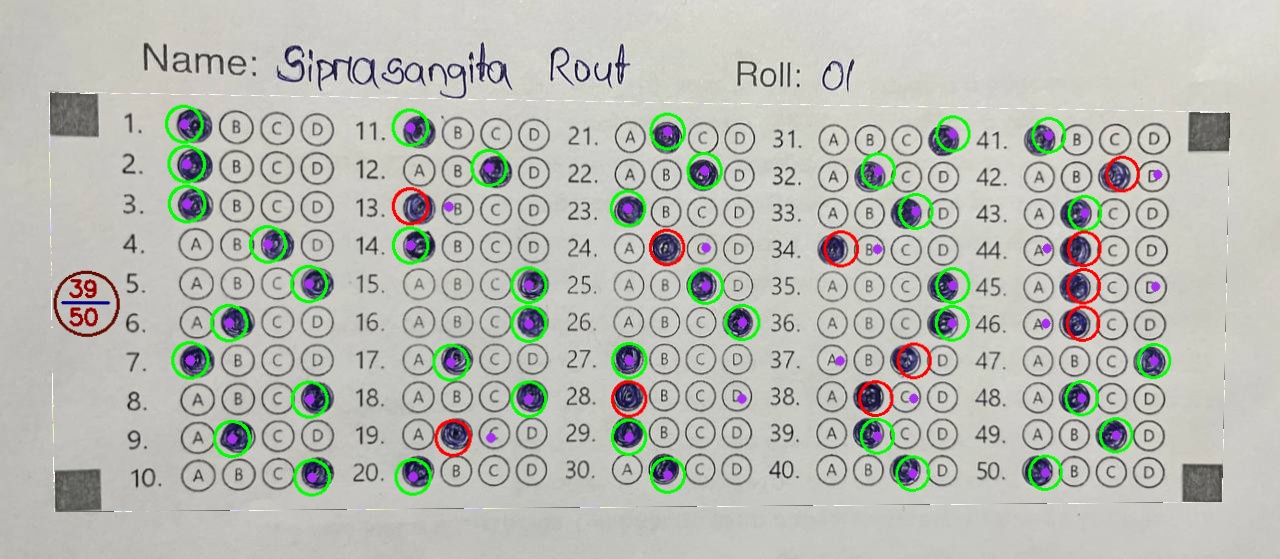 Name: Siprasangita Rout Roll: 01
1. B C D 11. B C D 21. A C D 31. A B C 41. B C D
2. B C D 12. A B D 22. A B D 32. A C D 42. A B D
3. B C D 13. B C D 23. B C D 33. A B D 43. A C D
4. A B D 14. B C D 24. A C D 34. B C D 44. A C D
5. A B C 15. A B C 25. A B D 35. A B C 45. A C D
39
50
6. A C D 16. A B C 26. A B C 36. A B C 46. A C D
7. B C D 17. A C D 27. B C D 37. A B D 47. A B C
8. A B C 18. A B C 28. B C D 38. A C D 48. A C D
9. A C D 19. A C D 29. B C D 39. A C D 49. A B D
10. A B C 20. B C D 30. A C D 40. A B D 50. B C D